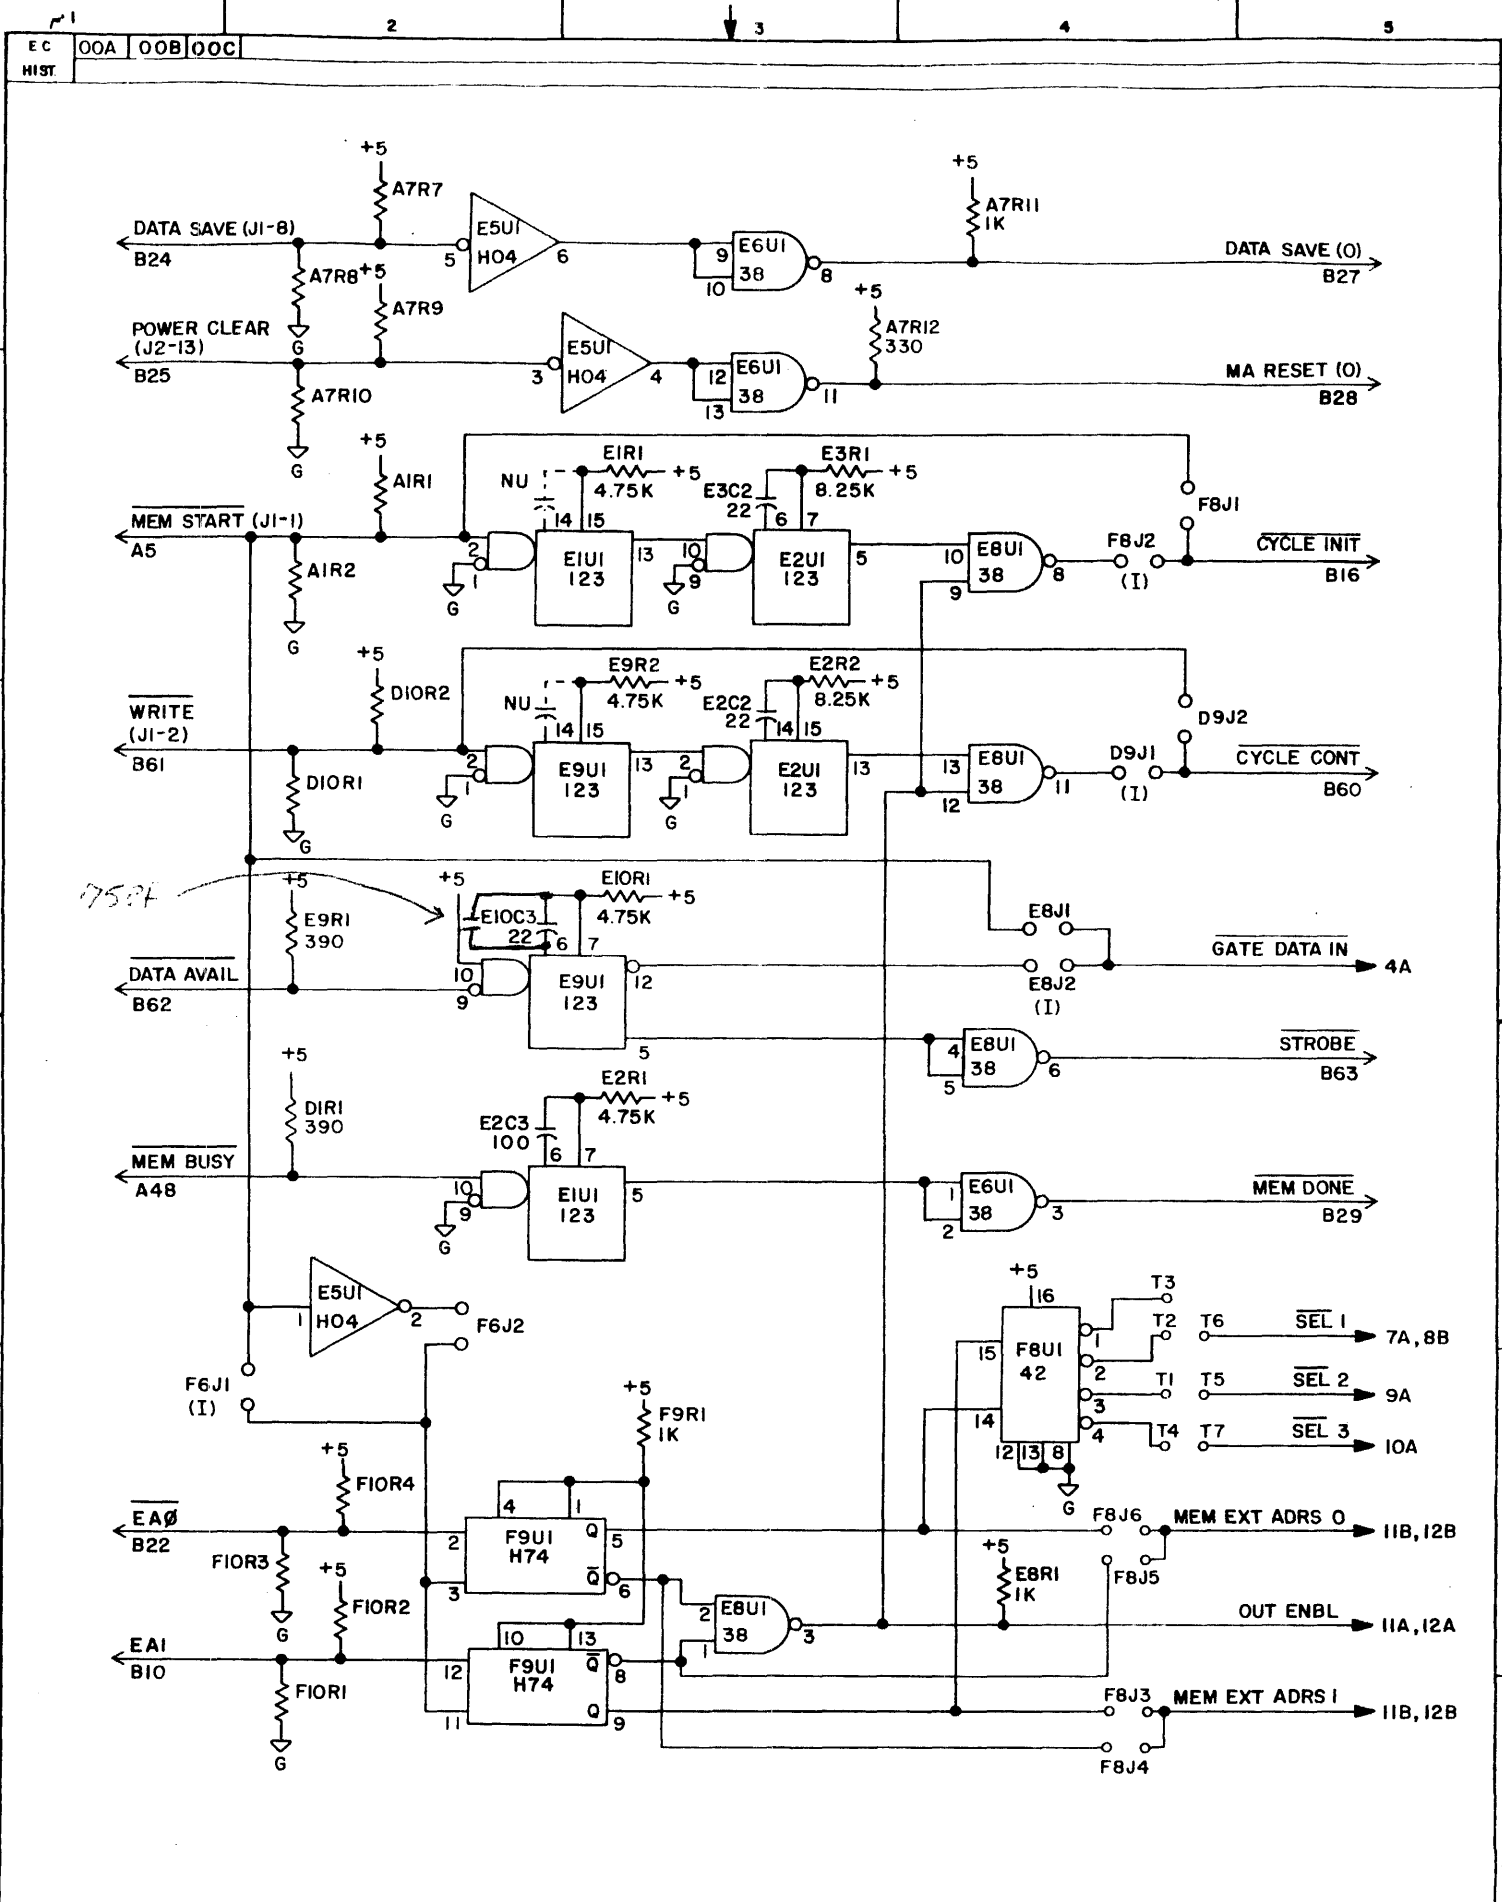 1 2 3 4 5
EC HIST. 00A 00B 00C
+5
A7R7
+5
A7R11
1K
DATA SAVE (J1-8)
B24
5 E5U1 H04 6
9 10 E6U1 38 8
DATA SAVE (0)
B27
A7R8
+5
A7R9
G
+5
A7R12
330
POWER CLEAR
(J2-13)
B25
3 E5U1 H04 4
12 13 E6U1 38 11
MA RESET (0)
B28
A7R10
G
+5
A1R1
NU
E1R1
4.75K
+5
E3C2
22
E3R1
8.25K
+5
F8J1
MEM START (J1-1)
A5
2 1 G
14 15
E1U1
123
13
10 9 G
6 7
E2U1
123
5
10 9
E8U1
38
8
F8J2
(I)
CYCLE INIT
B16
A1R2
G
+5
D10R2
NU
E9R2
4.75K
+5
E2C2
22
E2R2
8.25K
+5
D9J2
WRITE
(J1-2)
B61
2 1 G
14 15
E9U1
123
13
2 1 G
14 15
E2U1
123
13
13 12
E8U1
38
11
D9J1
(I)
CYCLE CONT
B60
D10R1
G
+5
E9R1
390
+5
E10C3
22
E10R1
4.75K
+5
E8J1
DATA AVAIL
B62
10 9
6 7
E9U1
123
12
5
E8J2
(I)
GATE DATA IN
4A
4 5
E8U1
38
6
STROBE
B63
+5
D1R1
390
E2C3
100
E2R1
4.75K
+5
MEM BUSY
A48
10 9 G
6 7
E1U1
123
5
1 2
E6U1
38
3
MEM DONE
B29
1 E5U1 H04 2
F6J2
F6J1
(I)
+5
16
15
14
F8U1
42
1 2 3 4
12 13 8
G
T3
T2 T6
SEL 1
7A, 8B
T1 T5
SEL 2
9A
T4 T7
SEL 3
10A
+5
F9R1
1K
+5
F10R4
EAØ
B22
F10R3
G
4 1
2 3
F9U1
H74
Q 5
Q 6
F8J6
F8J5
MEM EXT ADRS 0
11B, 12B
+5
F10R2
2 1
E8U1
38
3
+5
E8R1
1K
OUT ENBL
11A, 12A
EA1
B10
F10R1
G
10 13
12 11
F9U1
H74
Q 8
Q 9
F8J3
F8J4
MEM EXT ADRS 1
11B, 12B